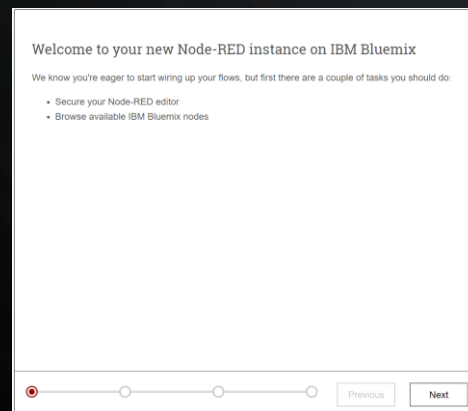 Welcome to your new Node-RED instance on IBM Bluemix
We know you're eager to start wiring up your flows, but first there are a couple of tasks you should do:
• Secure your Node-RED editor
• Browse available IBM Bluemix nodes
Previous Next